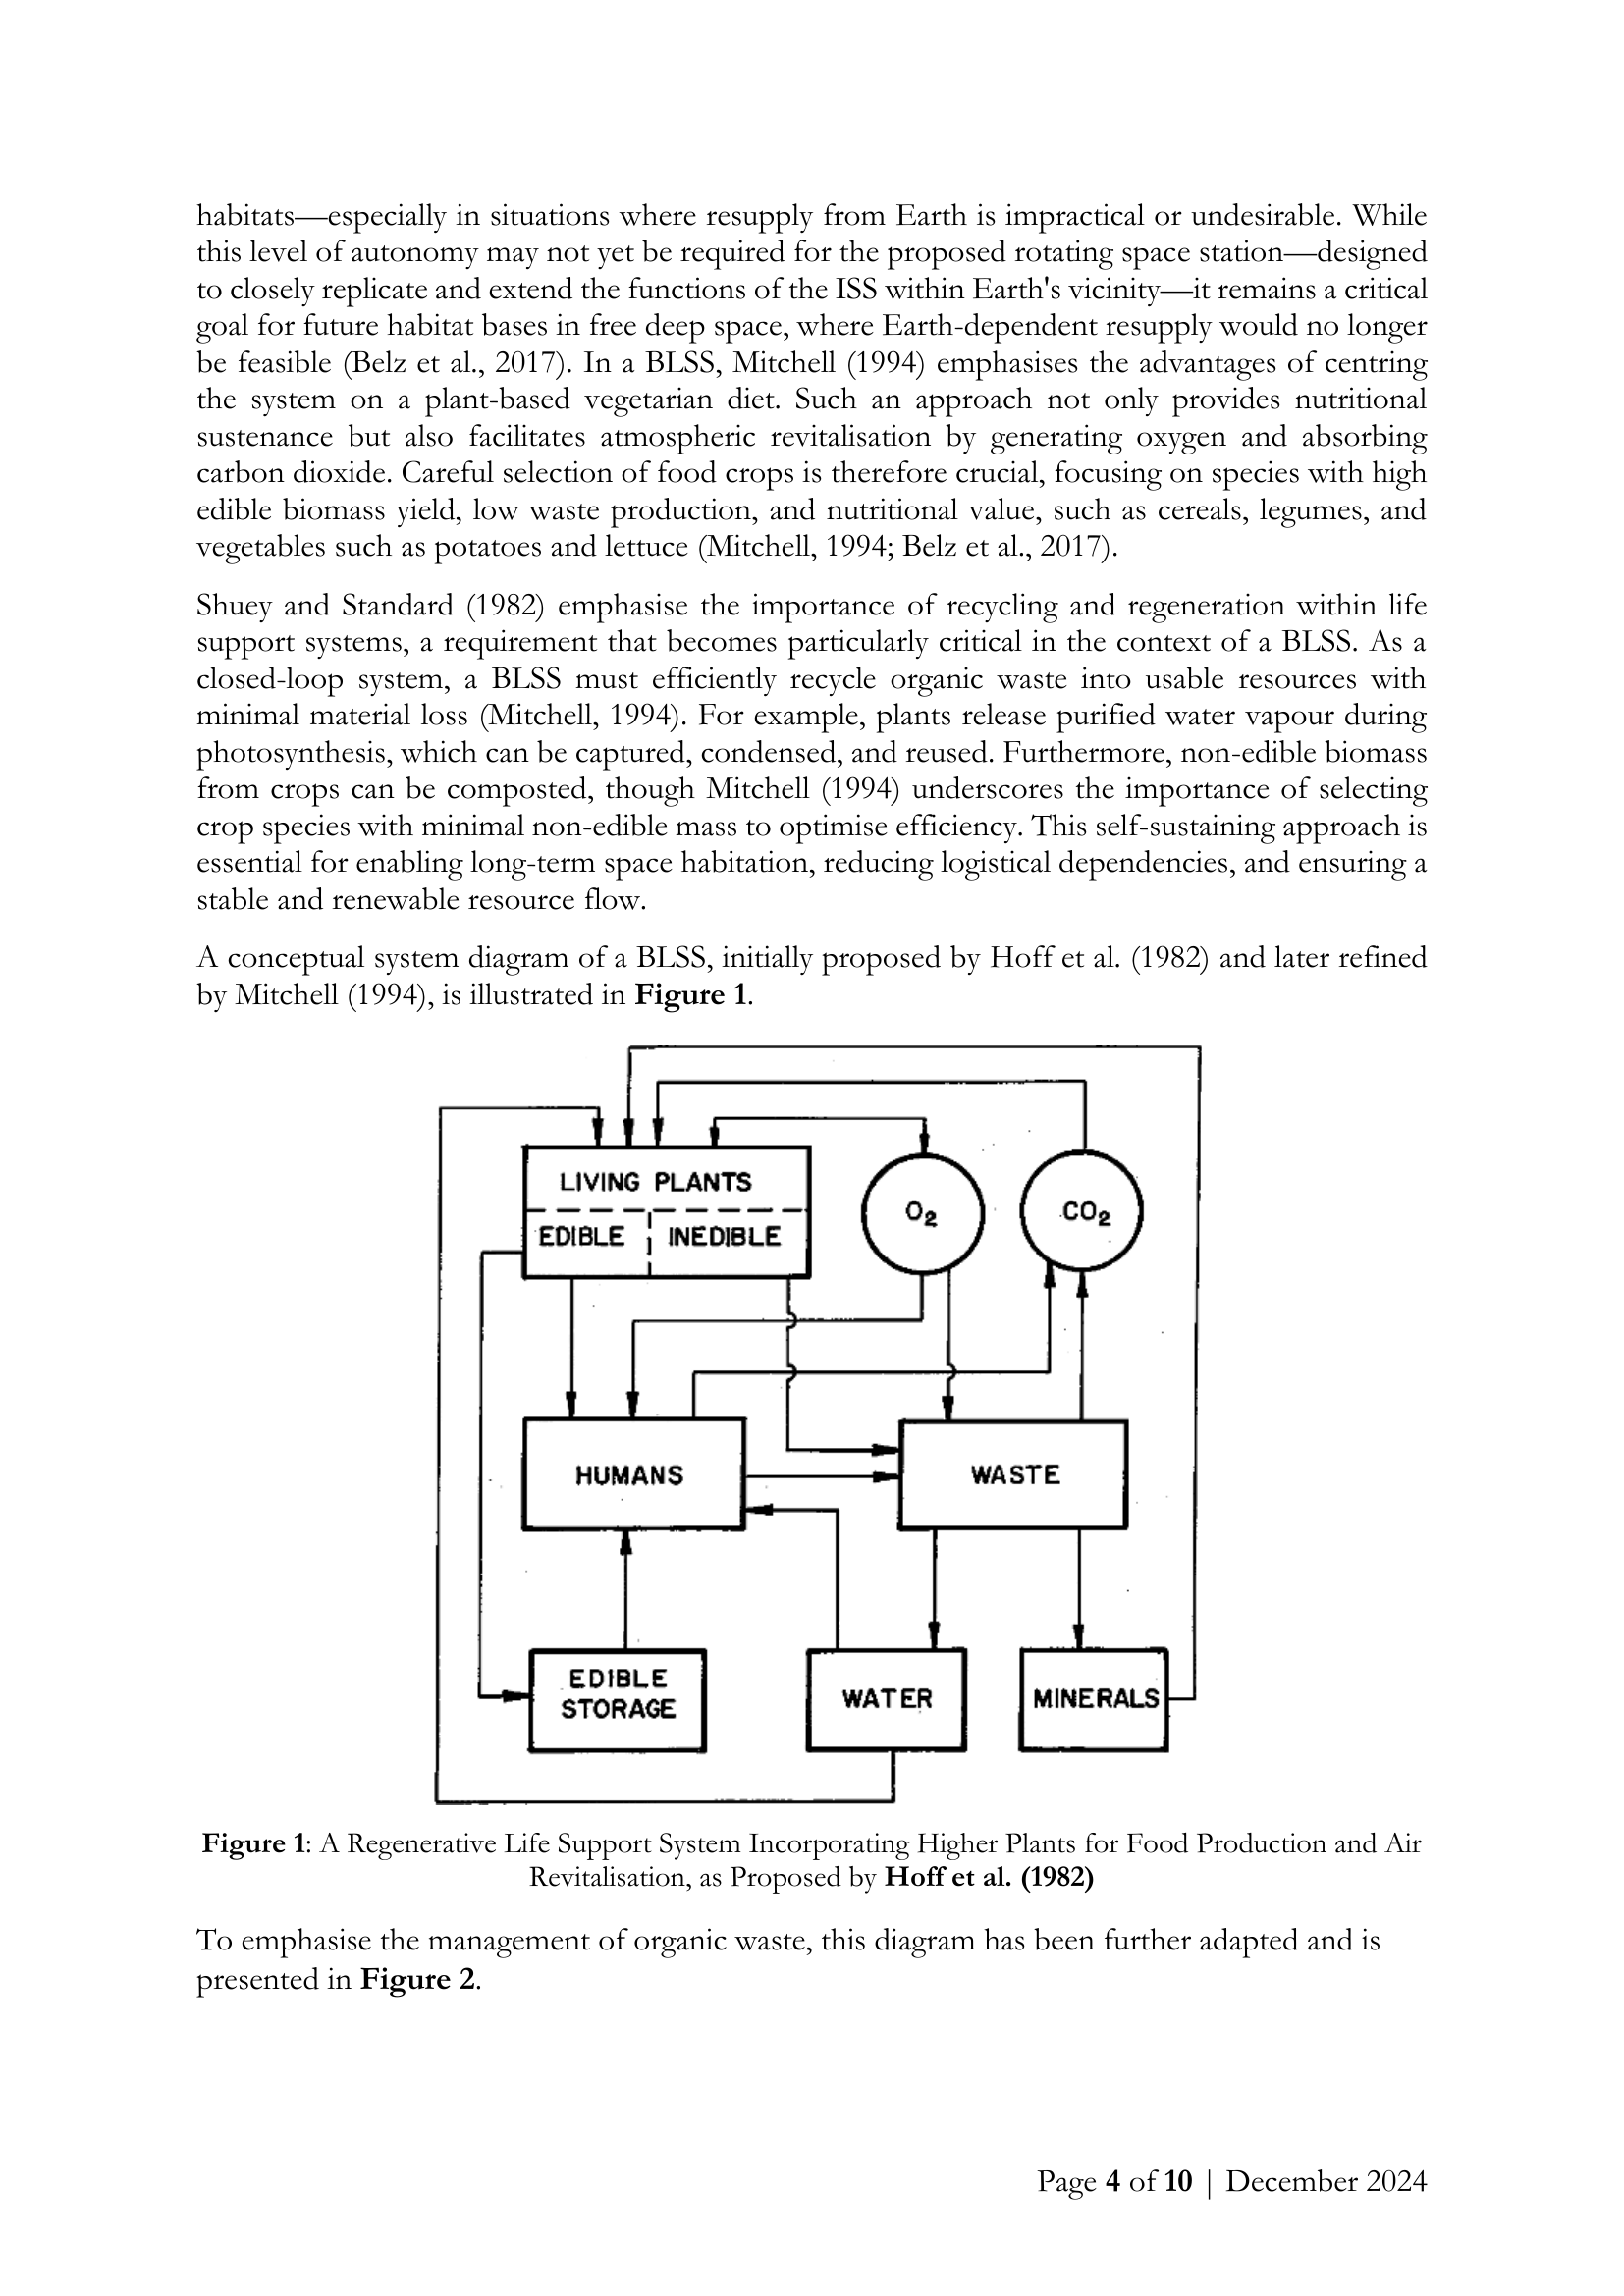 habitats—especially in situations where resupply from Earth is impractical or undesirable. While
this level of autonomy may not yet be required for the proposed rotating space station—designed
to closely replicate and extend the functions of the ISS within Earth's vicinity—it remains a critical
goal for future habitat bases in free deep space, where Earth-dependent resupply would no longer
be feasible (Belz et al., 2017). In a BLSS, Mitchell (1994) emphasises the advantages of centring
the system on a plant-based vegetarian diet. Such an approach not only provides nutritional
sustenance but also facilitates atmospheric revitalisation by generating oxygen and absorbing
carbon dioxide. Careful selection of food crops is therefore crucial, focusing on species with high
edible biomass yield, low waste production, and nutritional value, such as cereals, legumes, and
vegetables such as potatoes and lettuce (Mitchell, 1994; Belz et al., 2017).
Shuey and Standard (1982) emphasise the importance of recycling and regeneration within life
support systems, a requirement that becomes particularly critical in the context of a BLSS. As a
closed-loop system, a BLSS must efficiently recycle organic waste into usable resources with
minimal material loss (Mitchell, 1994). For example, plants release purified water vapour during
photosynthesis, which can be captured, condensed, and reused. Furthermore, non-edible biomass
from crops can be composted, though Mitchell (1994) underscores the importance of selecting
crop species with minimal non-edible mass to optimise efficiency. This self-sustaining approach is
essential for enabling long-term space habitation, reducing logistical dependencies, and ensuring a
stable and renewable resource flow.
A conceptual system diagram of a BLSS, initially proposed by Hoff et al. (1982) and later refined
by Mitchell (1994), is illustrated in Figure 1.
LIVING PLANTS
EDIBLE
INEDIBLE
O2
CO2
HUMANS
WASTE
EDIBLE
STORAGE
WATER
MINERALS
Figure 1: A Regenerative Life Support System Incorporating Higher Plants for Food Production and Air
Revitalisation, as Proposed by Hoff et al. (1982)
To emphasise the management of organic waste, this diagram has been further adapted and is
presented in Figure 2.
Page 4 of 10 | December 2024